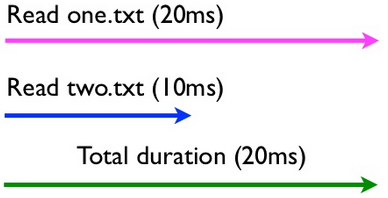 Read one.txt (20ms)
Read two.txt (10ms)
Total duration (20ms)